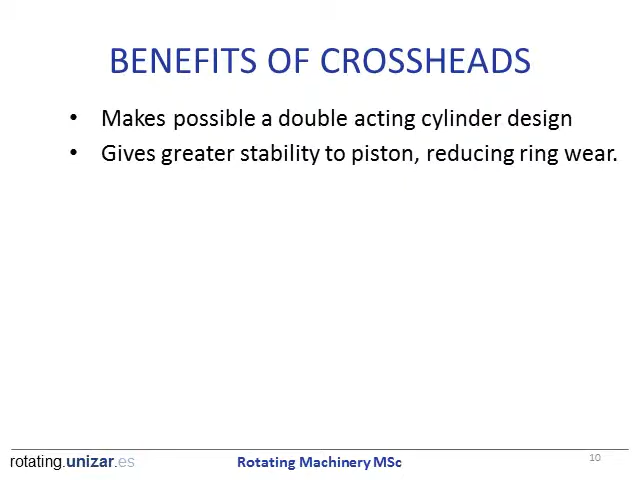 BENEFITS OF CROSSHEADS
• Makes possible a double acting cylinder design
• Gives greater stability to piston, reducing ring wear.
rotating.unizar.es
Rotating Machinery MSc
10